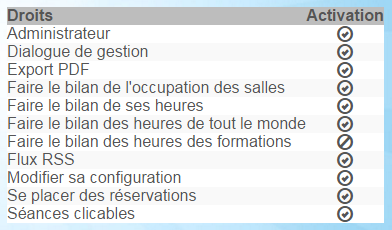 Droits Activation
Administrateur
Dialogue de gestion
Export PDF
Faire le bilan de l'occupation des salles
Faire le bilan de ses heures
Faire le bilan des heures de tout le monde
Faire le bilan des heures des formations
Flux RSS
Modifier sa configuration
Se placer des réservations
Séances clicables